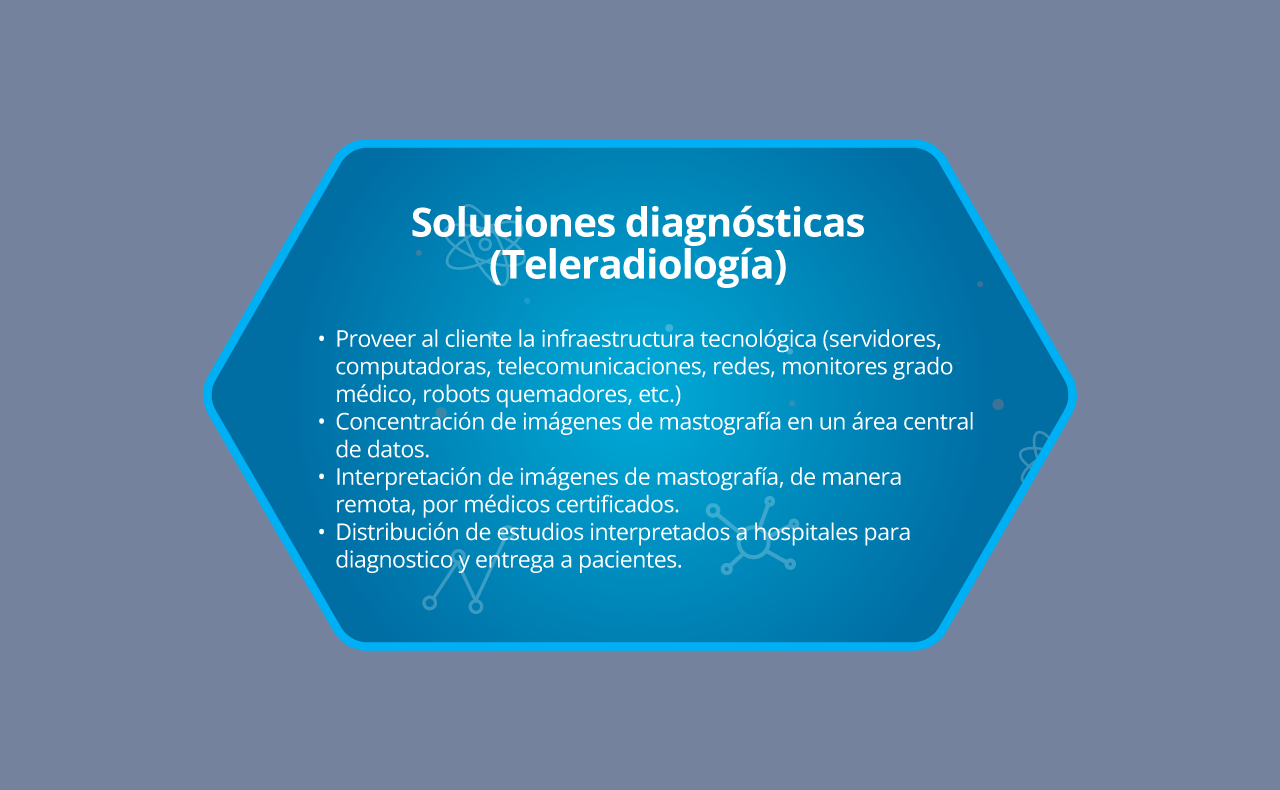 Soluciones diagnósticas
(Teleradiología)
• Proveer al cliente la infraestructura tecnológica (servidores,
computadoras, telecomunicaciones, redes, monitores grado
médico, robots quemadores, etc.)
• Concentración de imágenes de mastografía en un área central
de datos.
• Interpretación de imágenes de mastografía, de manera
remota, por médicos certificados.
• Distribución de estudios interpretados a hospitales para
diagnostico y entrega a pacientes.